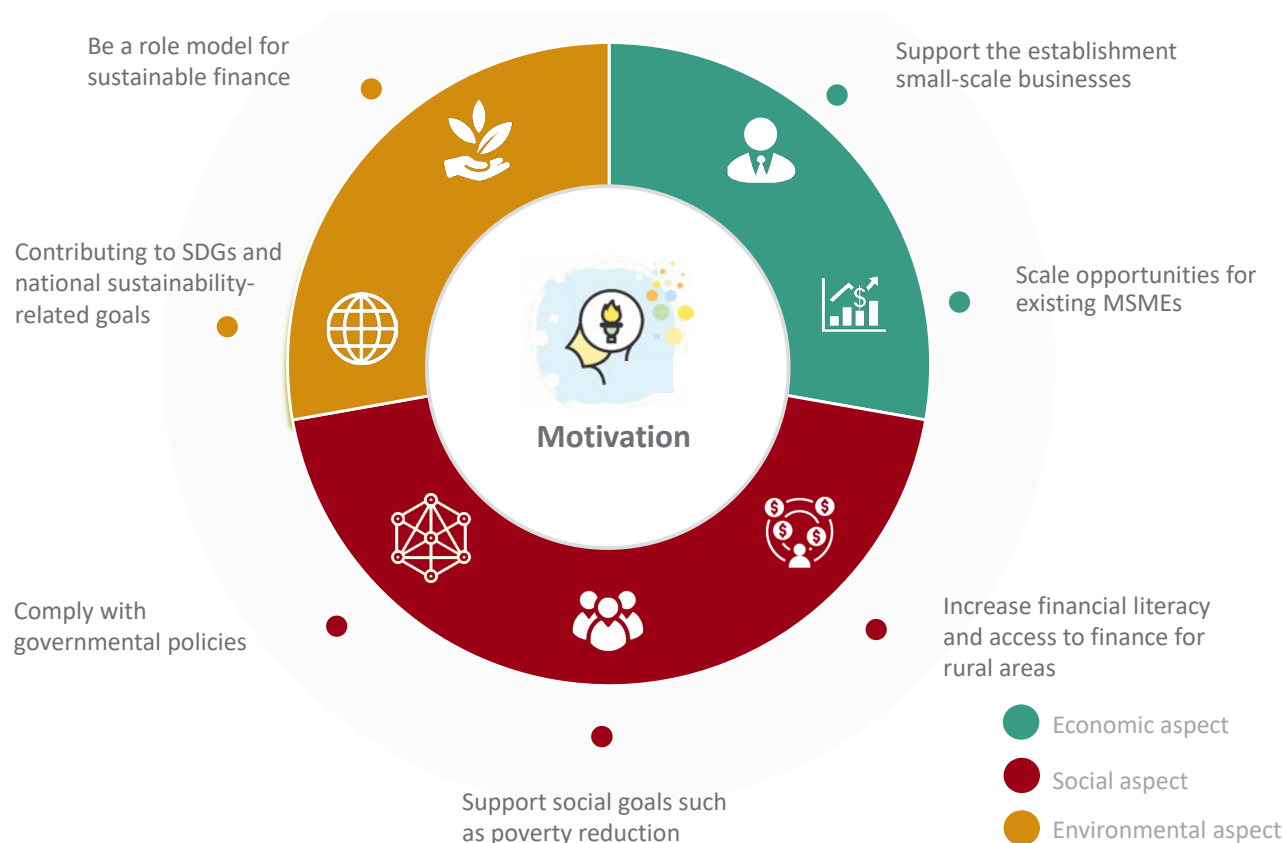 Be a role model for
sustainable finance
Support the establishment
small-scale businesses
Contributing to SDGs and
national sustainability-
related goals
Scale opportunities for
existing MSMEs
$
Motivation
$
$
$
$
Comply with
governmental policies
Increase financial literacy
and access to finance for
rural areas
Support social goals such
as poverty reduction
Economic aspect
Social aspect
Environmental aspect